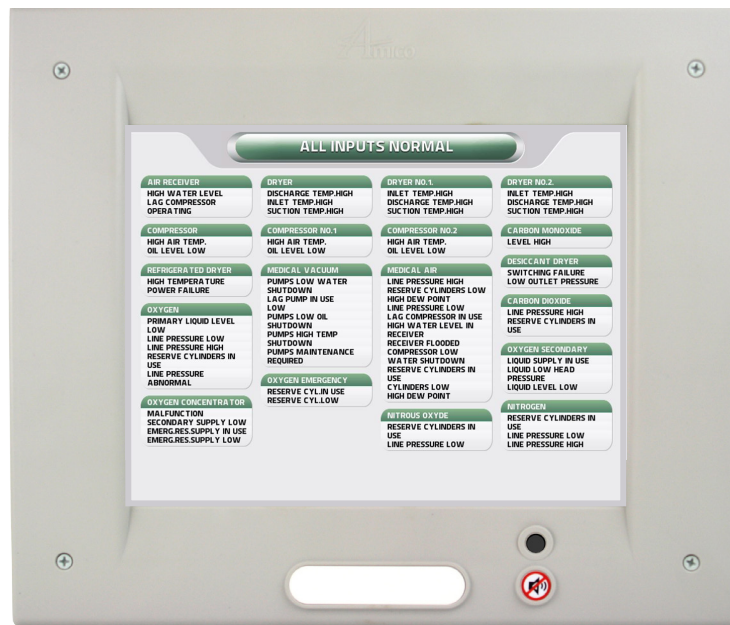 Amico
ALL INPUTS NORMAL
AIR RECEIVER
HIGH WATER LEVEL
LAG COMPRESSOR
OPERATING
DRYER
DISCHARGE TEMP.HIGH
INLET TEMP.HIGH
SUCTION TEMP.HIGH
DRYER NO.1.
INLET TEMP.HIGH
DISCHARGE TEMP.HIGH
SUCTION TEMP.HIGH
DRYER NO.2.
INLET TEMP.HIGH
DISCHARGE TEMP.HIGH
SUCTION TEMP.HIGH
COMPRESSOR
HIGH AIR TEMP.
OIL LEVEL LOW
COMPRESSOR NO.1
HIGH AIR TEMP.
OIL LEVEL LOW
COMPRESSOR NO.2
HIGH AIR TEMP.
OIL LEVEL LOW
CARBON MONOXIDE
LEVEL HIGH
REFRIGERATED DRYER
HIGH TEMPERATURE
POWER FAILURE
MEDICAL VACUUM
PUMPS LOW WATER
SHUTDOWN
LAG PUMP IN USE
LOW
PUMPS LOW OIL
SHUTDOWN
PUMPS HIGH TEMP
SHUTDOWN
PUMPS MAINTENANCE
REQUIRED
MEDICAL AIR
LINE PRESSURE HIGH
RESERVE CYLINDERS LOW
HIGH DEW POINT
LINE PRESSURE LOW
LAG COMPRESSOR IN USE
HIGH WATER LEVEL IN
RECEIVER
RECEIVER FLOODED
COMPRESSOR LOW
WATER SHUTDOWN
RESERVE CYLINDERS IN
USE
CYLINDERS LOW
HIGH DEW POINT
DESICCANT DRYER
SWITCHING FAILURE
LOW OUTLET PRESSURE
CARBON DIOXIDE
LINE PRESSURE HIGH
RESERVE CYLINDERS IN
USE
OXYGEN
PRIMARY LIQUID LEVEL
LOW
LINE PRESSURE LOW
LINE PRESSURE HIGH
RESERVE CYLINDERS IN
USE
LINE PRESSURE
ABNORMAL
OXYGEN SECONDARY
LIQUID SUPPLY IN USE
LIQUID LOW HEAD
PRESSURE
LIQUID LEVEL LOW
OXYGEN EMERGENCY
RESERVE CYL.IN USE
RESERVE CYL.LOW
OXYGEN CONCENTRATOR
MALFUNCTION
SECONDARY SUPPLY LOW
EMERG.RES.SUPPLY IN USE
EMERG.RES.SUPPLY LOW
NITROUS OXYDE
RESERVE CYLINDERS IN
USE
LINE PRESSURE LOW
NITROGEN
RESERVE CYLINDERS IN
USE
LINE PRESSURE LOW
LINE PRESSURE HIGH